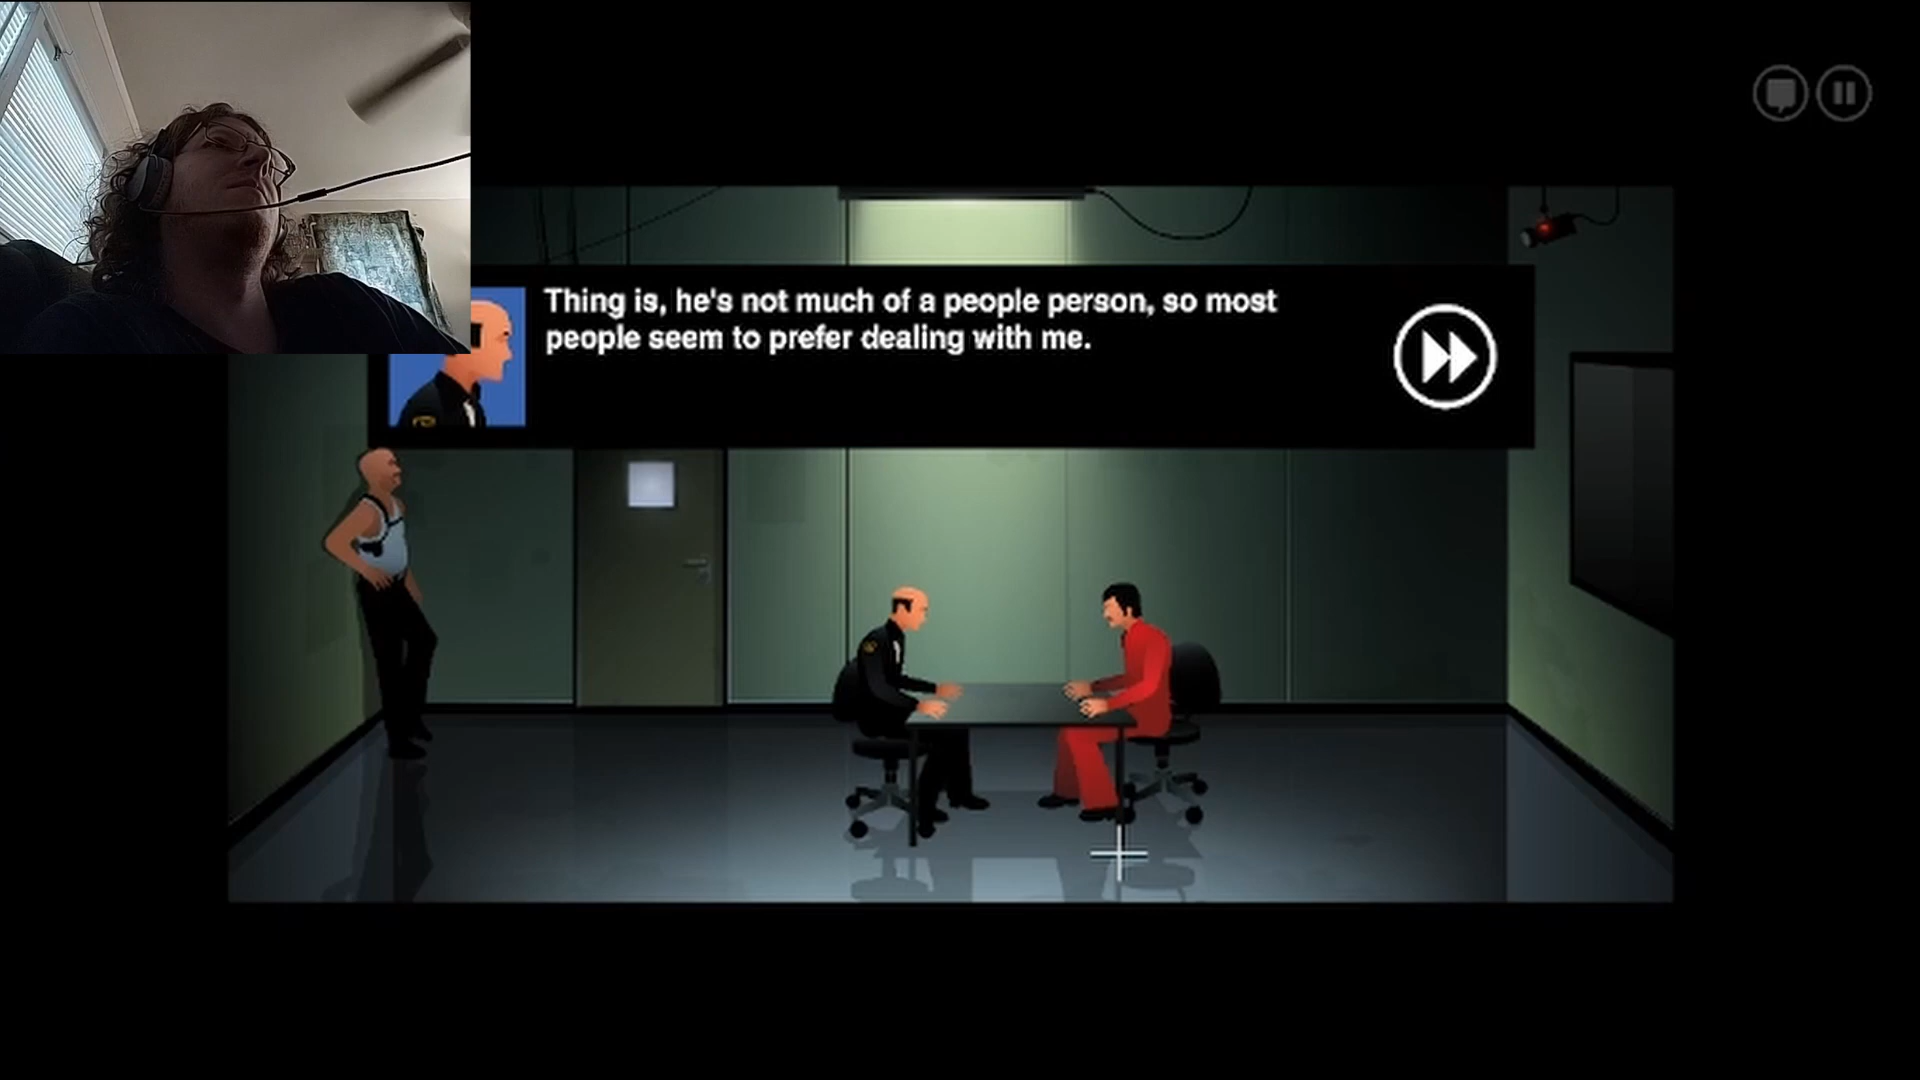 Thing is, he's not much of a people person, so most
people seem to prefer dealing with me.